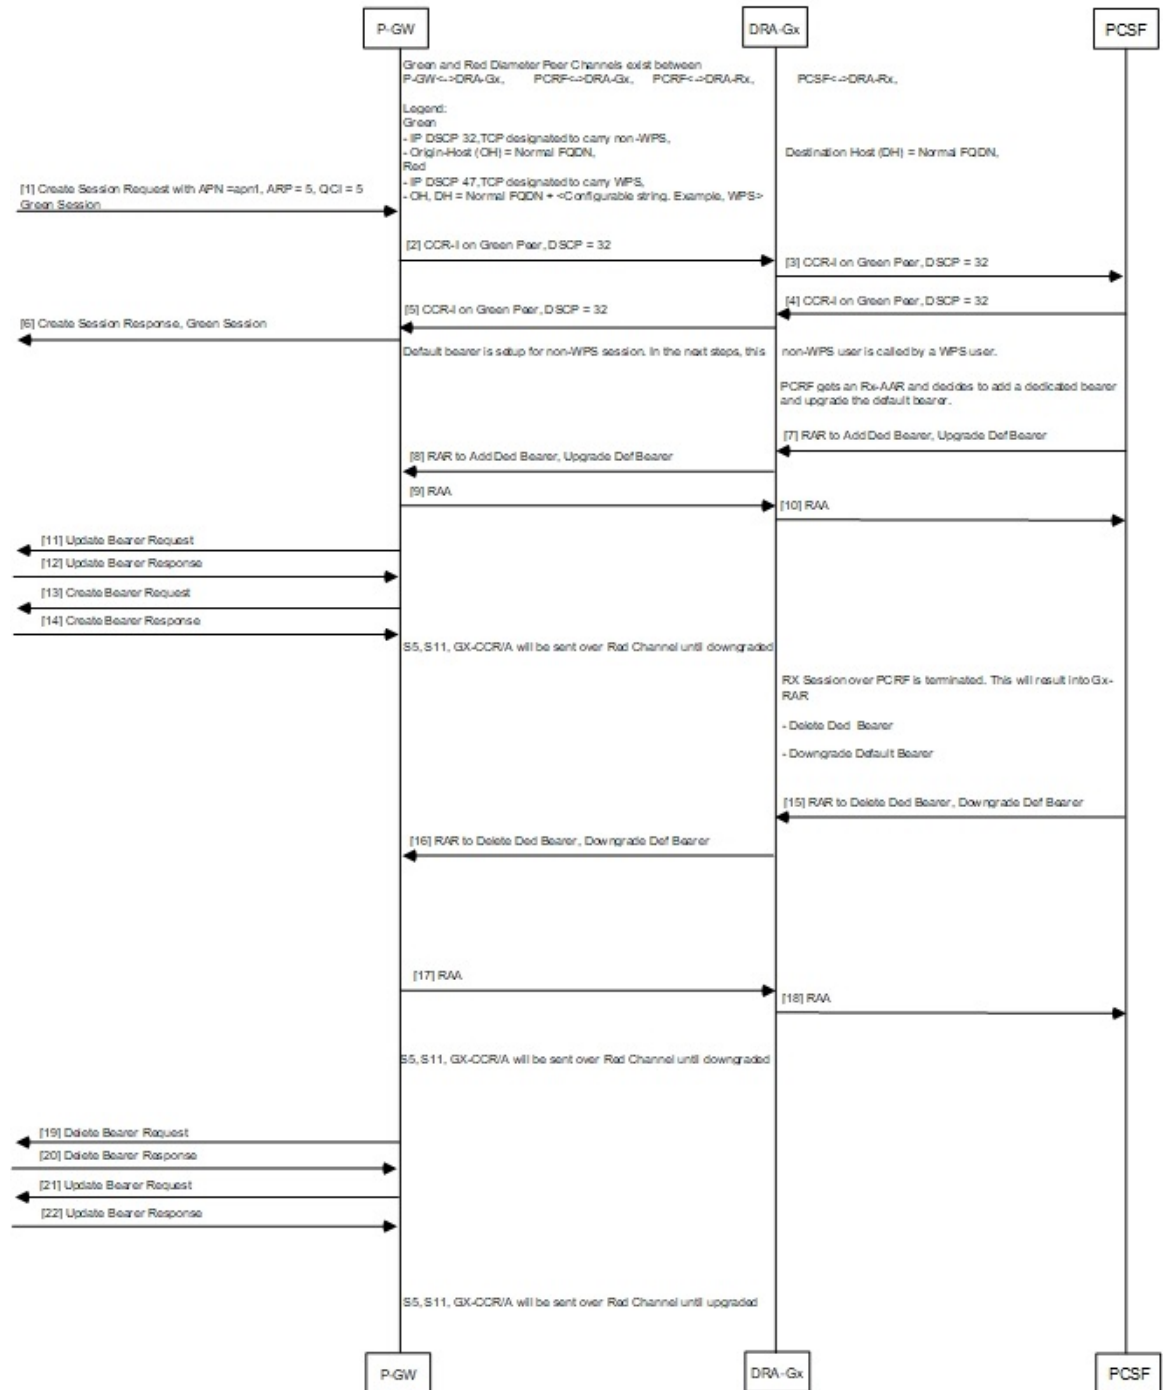 P-GW
DRA-Gx
PCSF
Green and Red Diameter Peer Channels exist between
P-GW<->DRA-Gx, PCRF<->DRA-Gx, PCRF<->DRA-Rx, PCSF<->DRA-Rx,
Legend:
Green
- IP DSCP 32,TCP designated to carry non-WPS,
- Origin-Host (OH) = Normal FQDN, Destination Host (DH) = Normal FQDN,
Red
- IP DSCP 47,TCP designated to carry WPS,
- OH, DH = Normal FQDN + <Configurable string. Example, WPS>
[1] Create Session Request with APN =apn1, ARP = 5, QCI = 5
Green Session
[2] CCR-I on Green Peer, DSCP = 32
[3] CCR-I on Green Peer, DSCP = 32
[4] CCR-I on Green Peer, DSCP = 32
[5] CCR-I on Green Peer, DSCP = 32
[6] Create Session Response, Green Session
Default bearer is setup for non-WPS session. In the next steps, this non-WPS user is called by a WPS user.
PCRF gets an Rx-AAR and decides to add a dedicated bearer
and upgrade the default bearer.
[7] RAR to Add Ded Bearer, Upgrade Def Bearer
[8] RAR to Add Ded Bearer, Upgrade Def Bearer
[9] RAA
[10] RAA
[11] Update Bearer Request
[12] Update Bearer Response
[13] Create Bearer Request
[14] Create Bearer Response
S5, S11, GX-CCR/A will be sent over Red Channel until downgraded
RX Session over PCRF is terminated. This will result into Gx-
RAR
- Delete Ded Bearer
- Downgrade Default Bearer
[15] RAR to Delete Ded Bearer, Downgrade Def Bearer
[16] RAR to Delete Ded Bearer, Downgrade Def Bearer
[17] RAA
[18] RAA
S5, S11, GX-CCR/A will be sent over Red Channel until downgraded
[19] Delete Bearer Request
[20] Delete Bearer Response
[21] Update Bearer Request
[22] Update Bearer Response
S5, S11, GX-CCR/A will be sent over Red Channel until upgraded
P-GW
DRA-Gx
PCSF